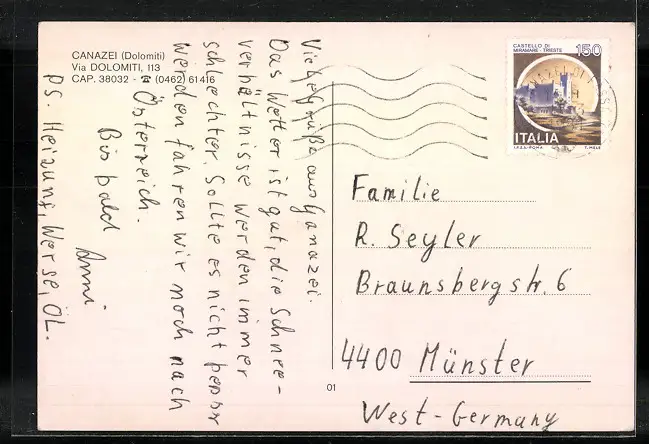 CANAZEI (Dolomiti)
Via DOLOMITI, 113
CAP. 38032 - ☎ (0462) 61416
Viele Grüße aus Canazei.
Das Wetter ist gut, die Schnee-
verhältnisse werden immer
schlechter. Sollte es nicht besser
werden fahren wir noch nach
Österreich.
Bis bald
Anni
PS. Heizung, Werse, ÖL.
CASTELLO DI
MIRAMARE - TRIESTE
150
ITALIA
I.P.Z.S.-ROMA
Familie
R. Seyler
Braunsbergstr. 6
4400 Münster
West-Germany
01